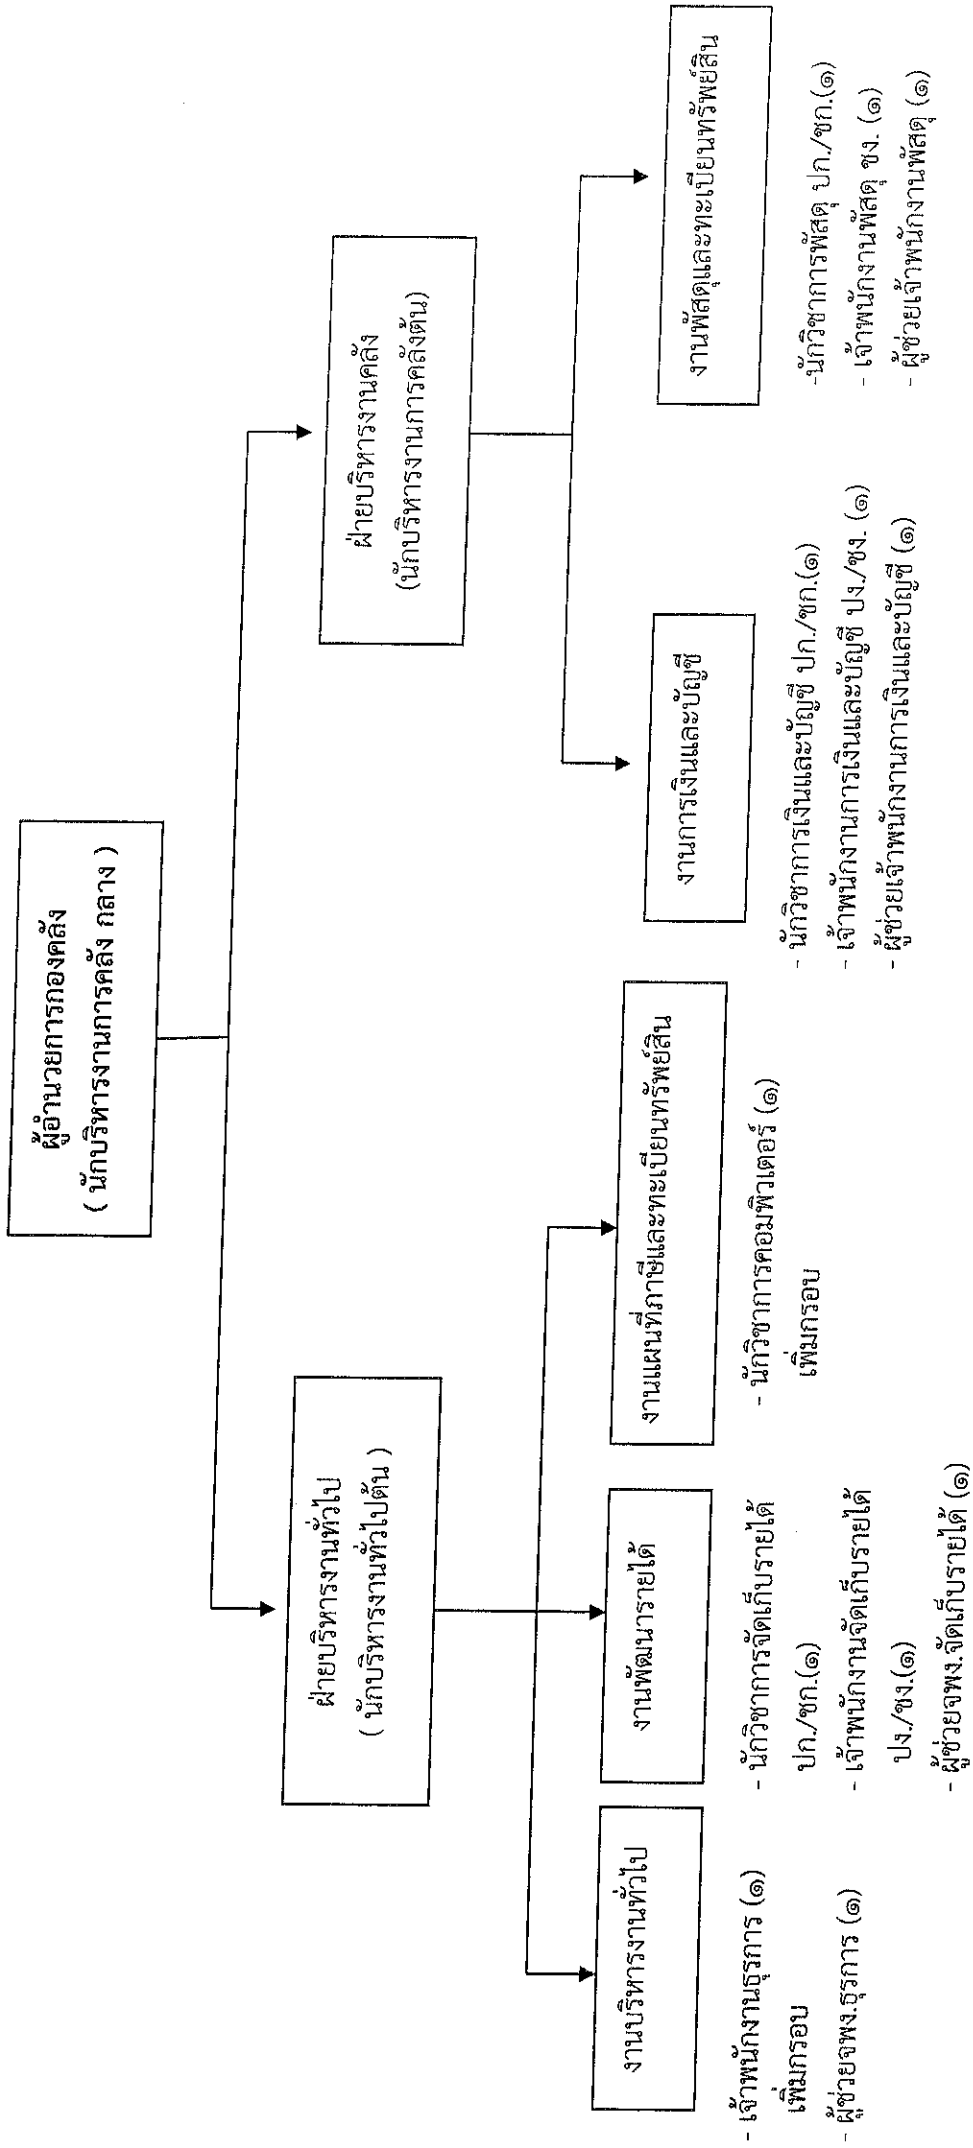 ผู้อำนวยการกองคลัง
( นักบริหารงานการคลัง กลาง )
ฝ่ายบริหารงานทั่วไป
( นักบริหารงานทั่วไปต้น )
ฝ่ายบริหารงานคลัง
(นักบริหารงานการคลังต้น)
งานบริหารงานทั่วไป
- เจ้าพนักงานธุรการ (๑)
เพิ่มกรอบ
- ผู้ช่วยจพง.ธุรการ (๑)
งานพัฒนารายได้
- นักวิชาการจัดเก็บรายได้
ปก./ชก.(๑)
- เจ้าพนักงานจัดเก็บรายได้
ปง./ชง.(๑)
- ผู้ช่วยจพง.จัดเก็บรายได้ (๑)
งานแผนที่ภาษีและทะเบียนทรัพย์สิน
- นักวิชาการคอมพิวเตอร์ (๑)
เพิ่มกรอบ
งานการเงินและบัญชี
- นักวิชาการเงินและบัญชี ปก./ชก.(๑)
- เจ้าพนักงานการเงินและบัญชี ปง./ชง. (๑)
- ผู้ช่วยเจ้าพนักงานการเงินและบัญชี (๑)
งานพัสดุและทะเบียนทรัพย์สิน
-นักวิชาการพัสดุ ปก./ชก.(๑)
- เจ้าพนักงานพัสดุ ชง. (๑)
- ผู้ช่วยเจ้าพนักงานพัสดุ (๑)